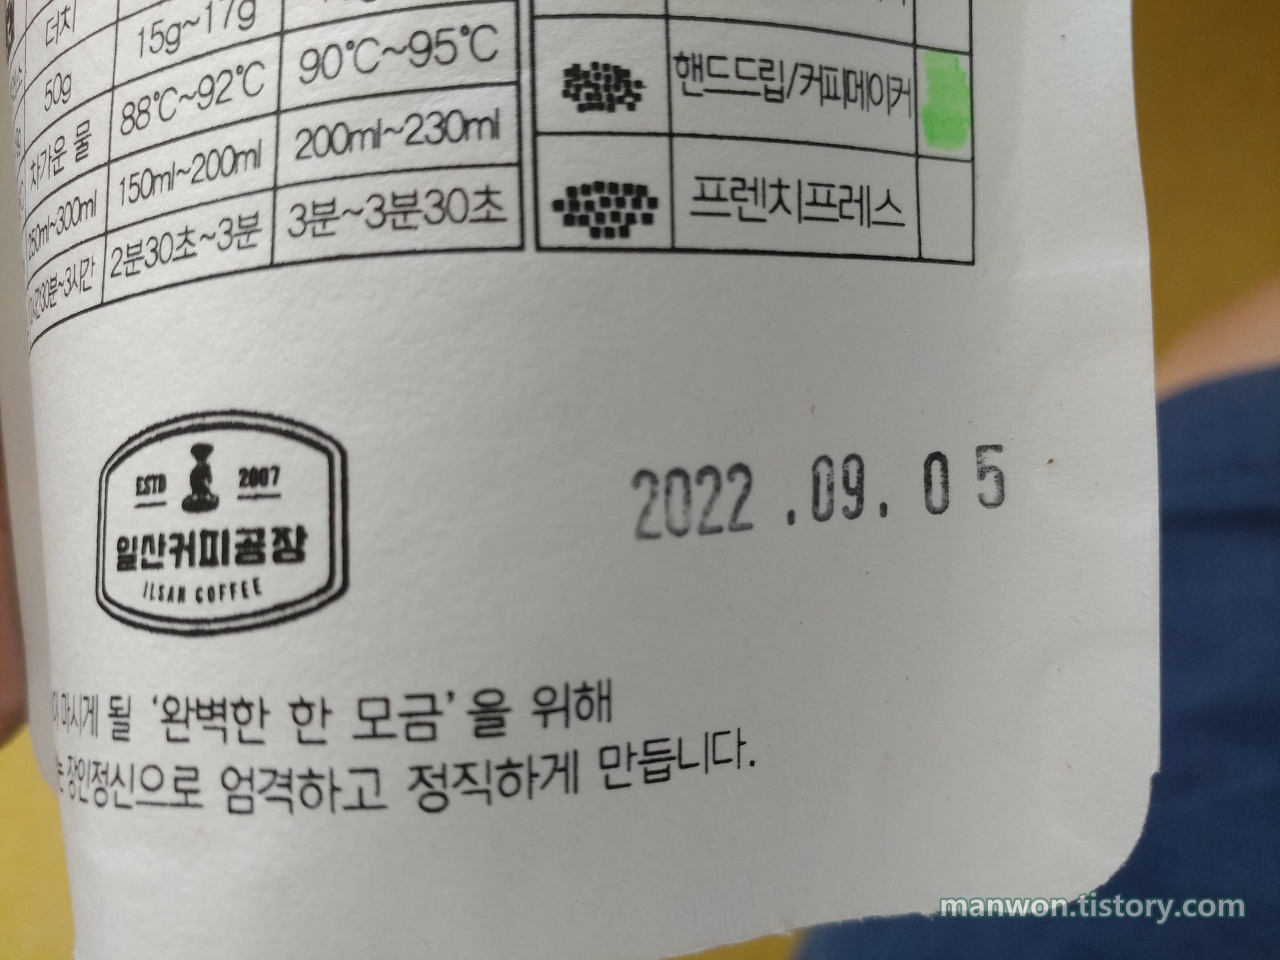 더치 15g~17g
50g 88℃~92℃ 90℃~95℃
차가운 물 150ml~200ml 200ml~230ml
250ml~300ml 2분30초~3분 3분~3분30초
핸드드립/커피메이커
프렌치프레스
ESTD 2007
일산커피공장
ILSAN COFFEE
2022.09.05
마시게 될 '완벽한 한 모금'을 위해
장인정신으로 엄격하고 정직하게 만듭니다.
manwon.tistory.com